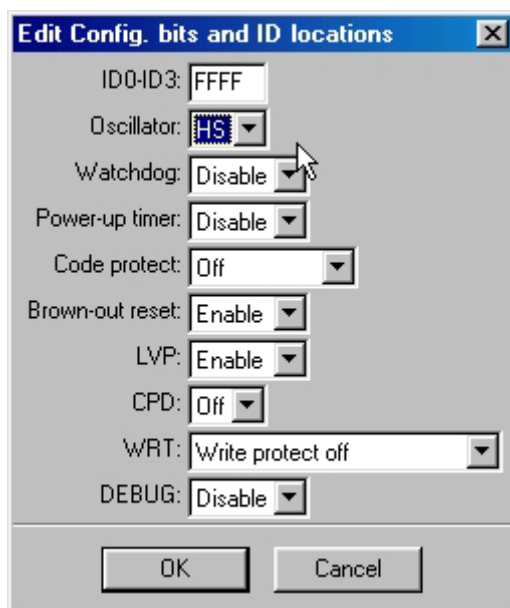 Edit Config. bits and ID locations
ID0-ID3: FFFF
Oscillator: HS
Watchdog: Disable
Power-up timer: Disable
Code protect: Off
Brown-out reset: Enable
LVP: Enable
CPD: Off
WRT: Write protect off
DEBUG: Disable
OK Cancel